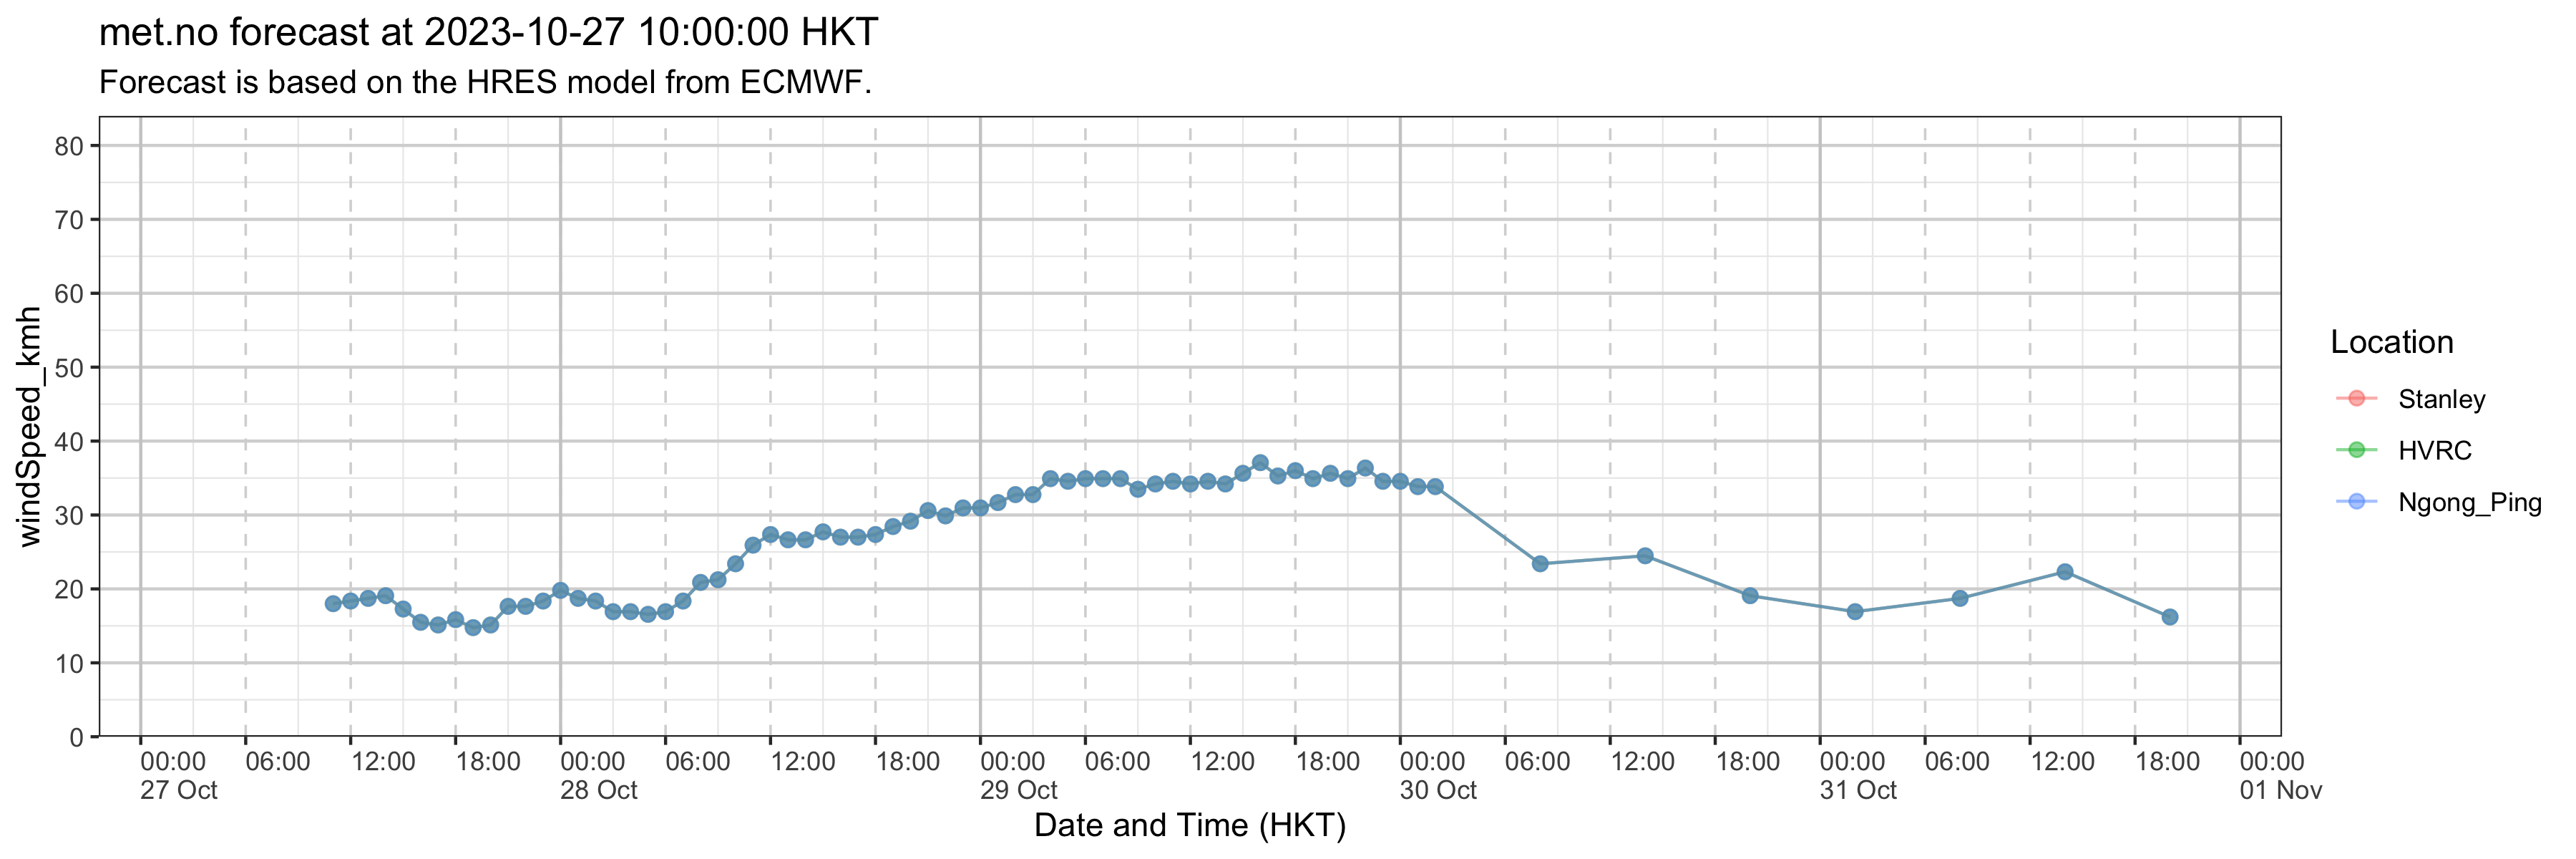 met.no forecast at 2023-10-27 10:00:00 HKT
Forecast is based on the HRES model from ECMWF.
windSpeed_kmh
80
70
60
50
40
30
20
10
0
00:00 06:00 12:00 18:00 00:00 06:00 12:00 18:00 00:00 06:00 12:00 18:00 00:00 06:00 12:00 18:00 00:00 06:00 12:00 18:00 00:00
27 Oct 28 Oct 29 Oct 30 Oct 31 Oct 01 Nov
Date and Time (HKT)
Location
Stanley
HVRC
Ngong_Ping